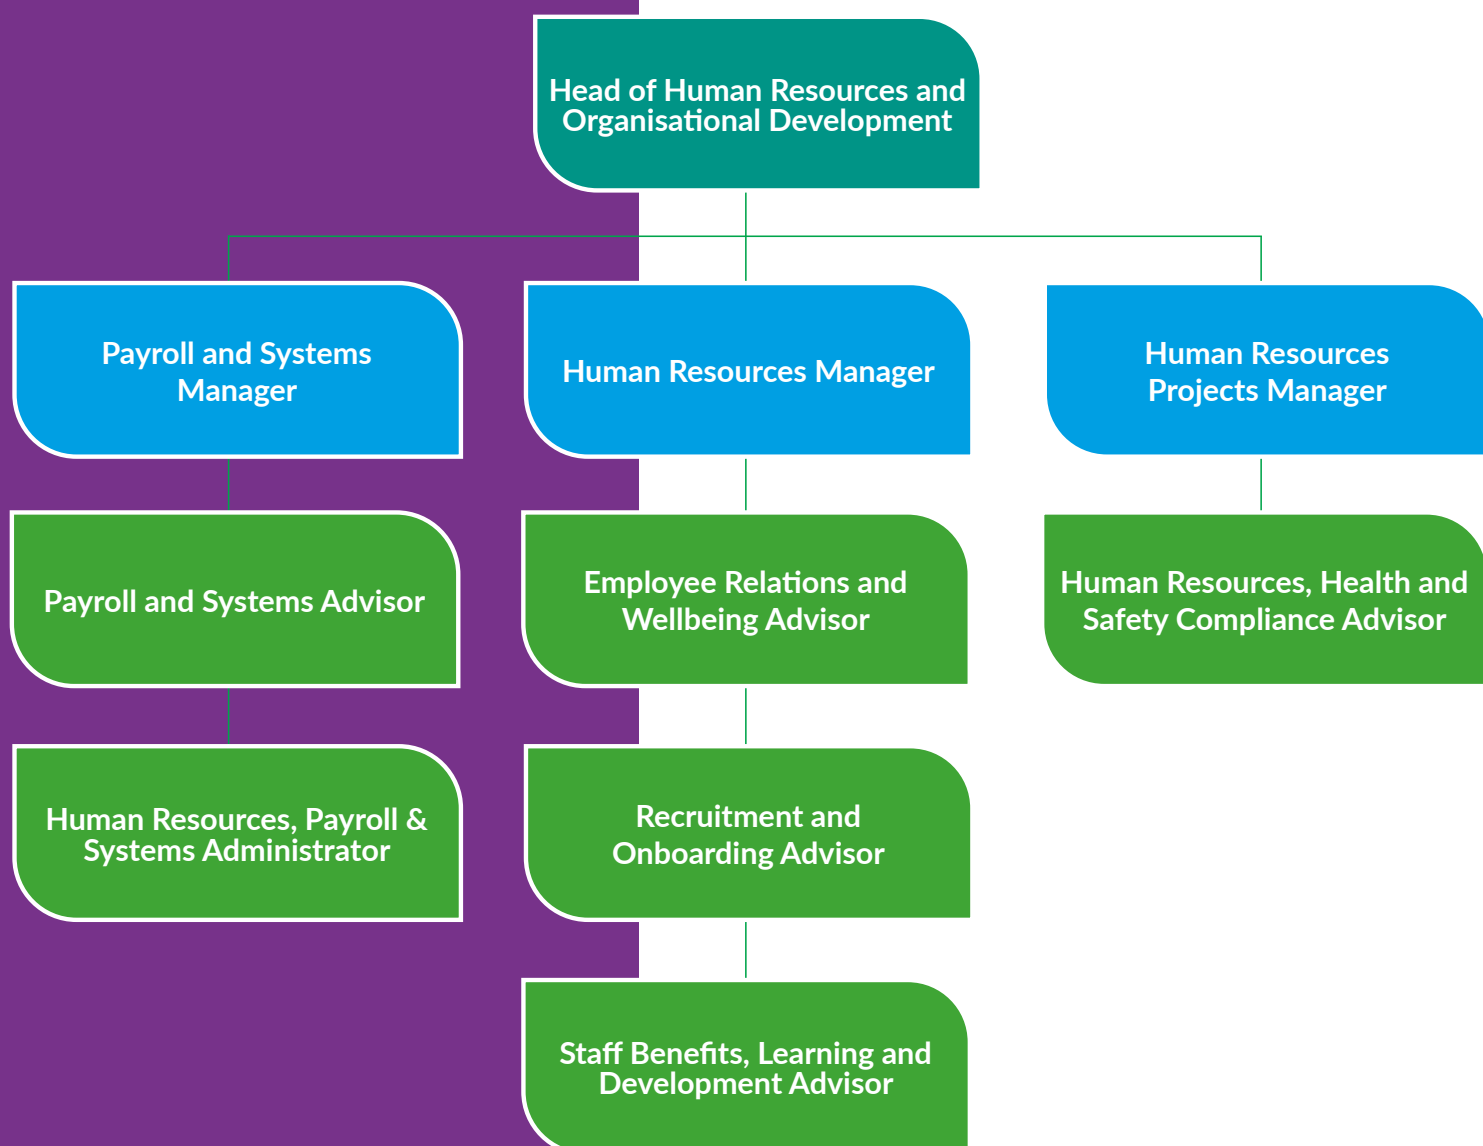 Head of Human Resources and
Organisational Development
Payroll and Systems
Manager
Human Resources Manager
Human Resources
Projects Manager
Payroll and Systems Advisor
Employee Relations and
Wellbeing Advisor
Human Resources, Health and
Safety Compliance Advisor
Human Resources, Payroll &
Systems Administrator
Recruitment and
Onboarding Advisor
Staff Benefits, Learning and
Development Advisor